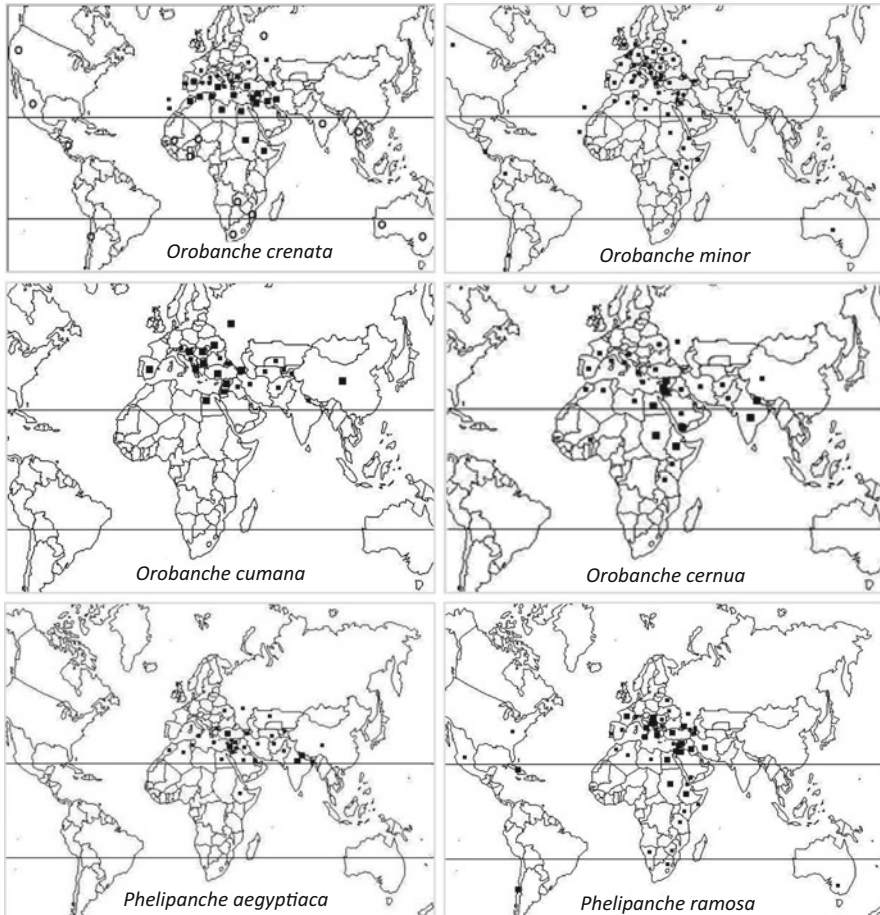 Orobanche crenata
Orobanche minor
Orobanche cumana
Orobanche cernua
Phelipanche aegyptiaca
Phelipanche ramosa